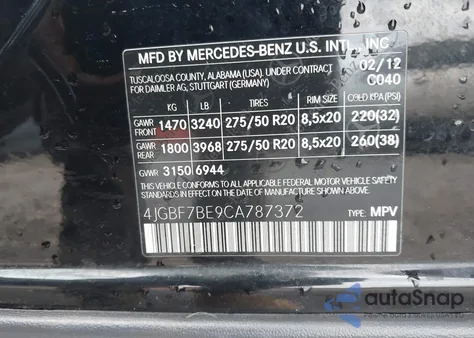 MFD BY MERCEDES-BENZ U.S. INTL., INC.
TUSCALOOSA COUNTY, ALABAMA (USA). UNDER CONTRACT 02/12
FOR DAIMLER AG, STUTTGART (GERMANY) C040
KG LB TIRES RIM SIZE COLD KPA(PSI)
GAWR FRONT 1470 3240 275/50 R20 8,5x20 220(32)
GAWR REAR 1800 3968 275/50 R20 8,5x20 260(38)
GVWR 3150 6944
THIS VEHICLE CONFORMS TO ALL APPLICABLE FEDERAL MOTOR VEHICLE SAFETY
STANDARDS IN EFFECT ON THE DATE OF MANUFACTURE SHOWN ABOVE.
4JGBF7BE9CA787372 TYPE: MPV
autoSnap